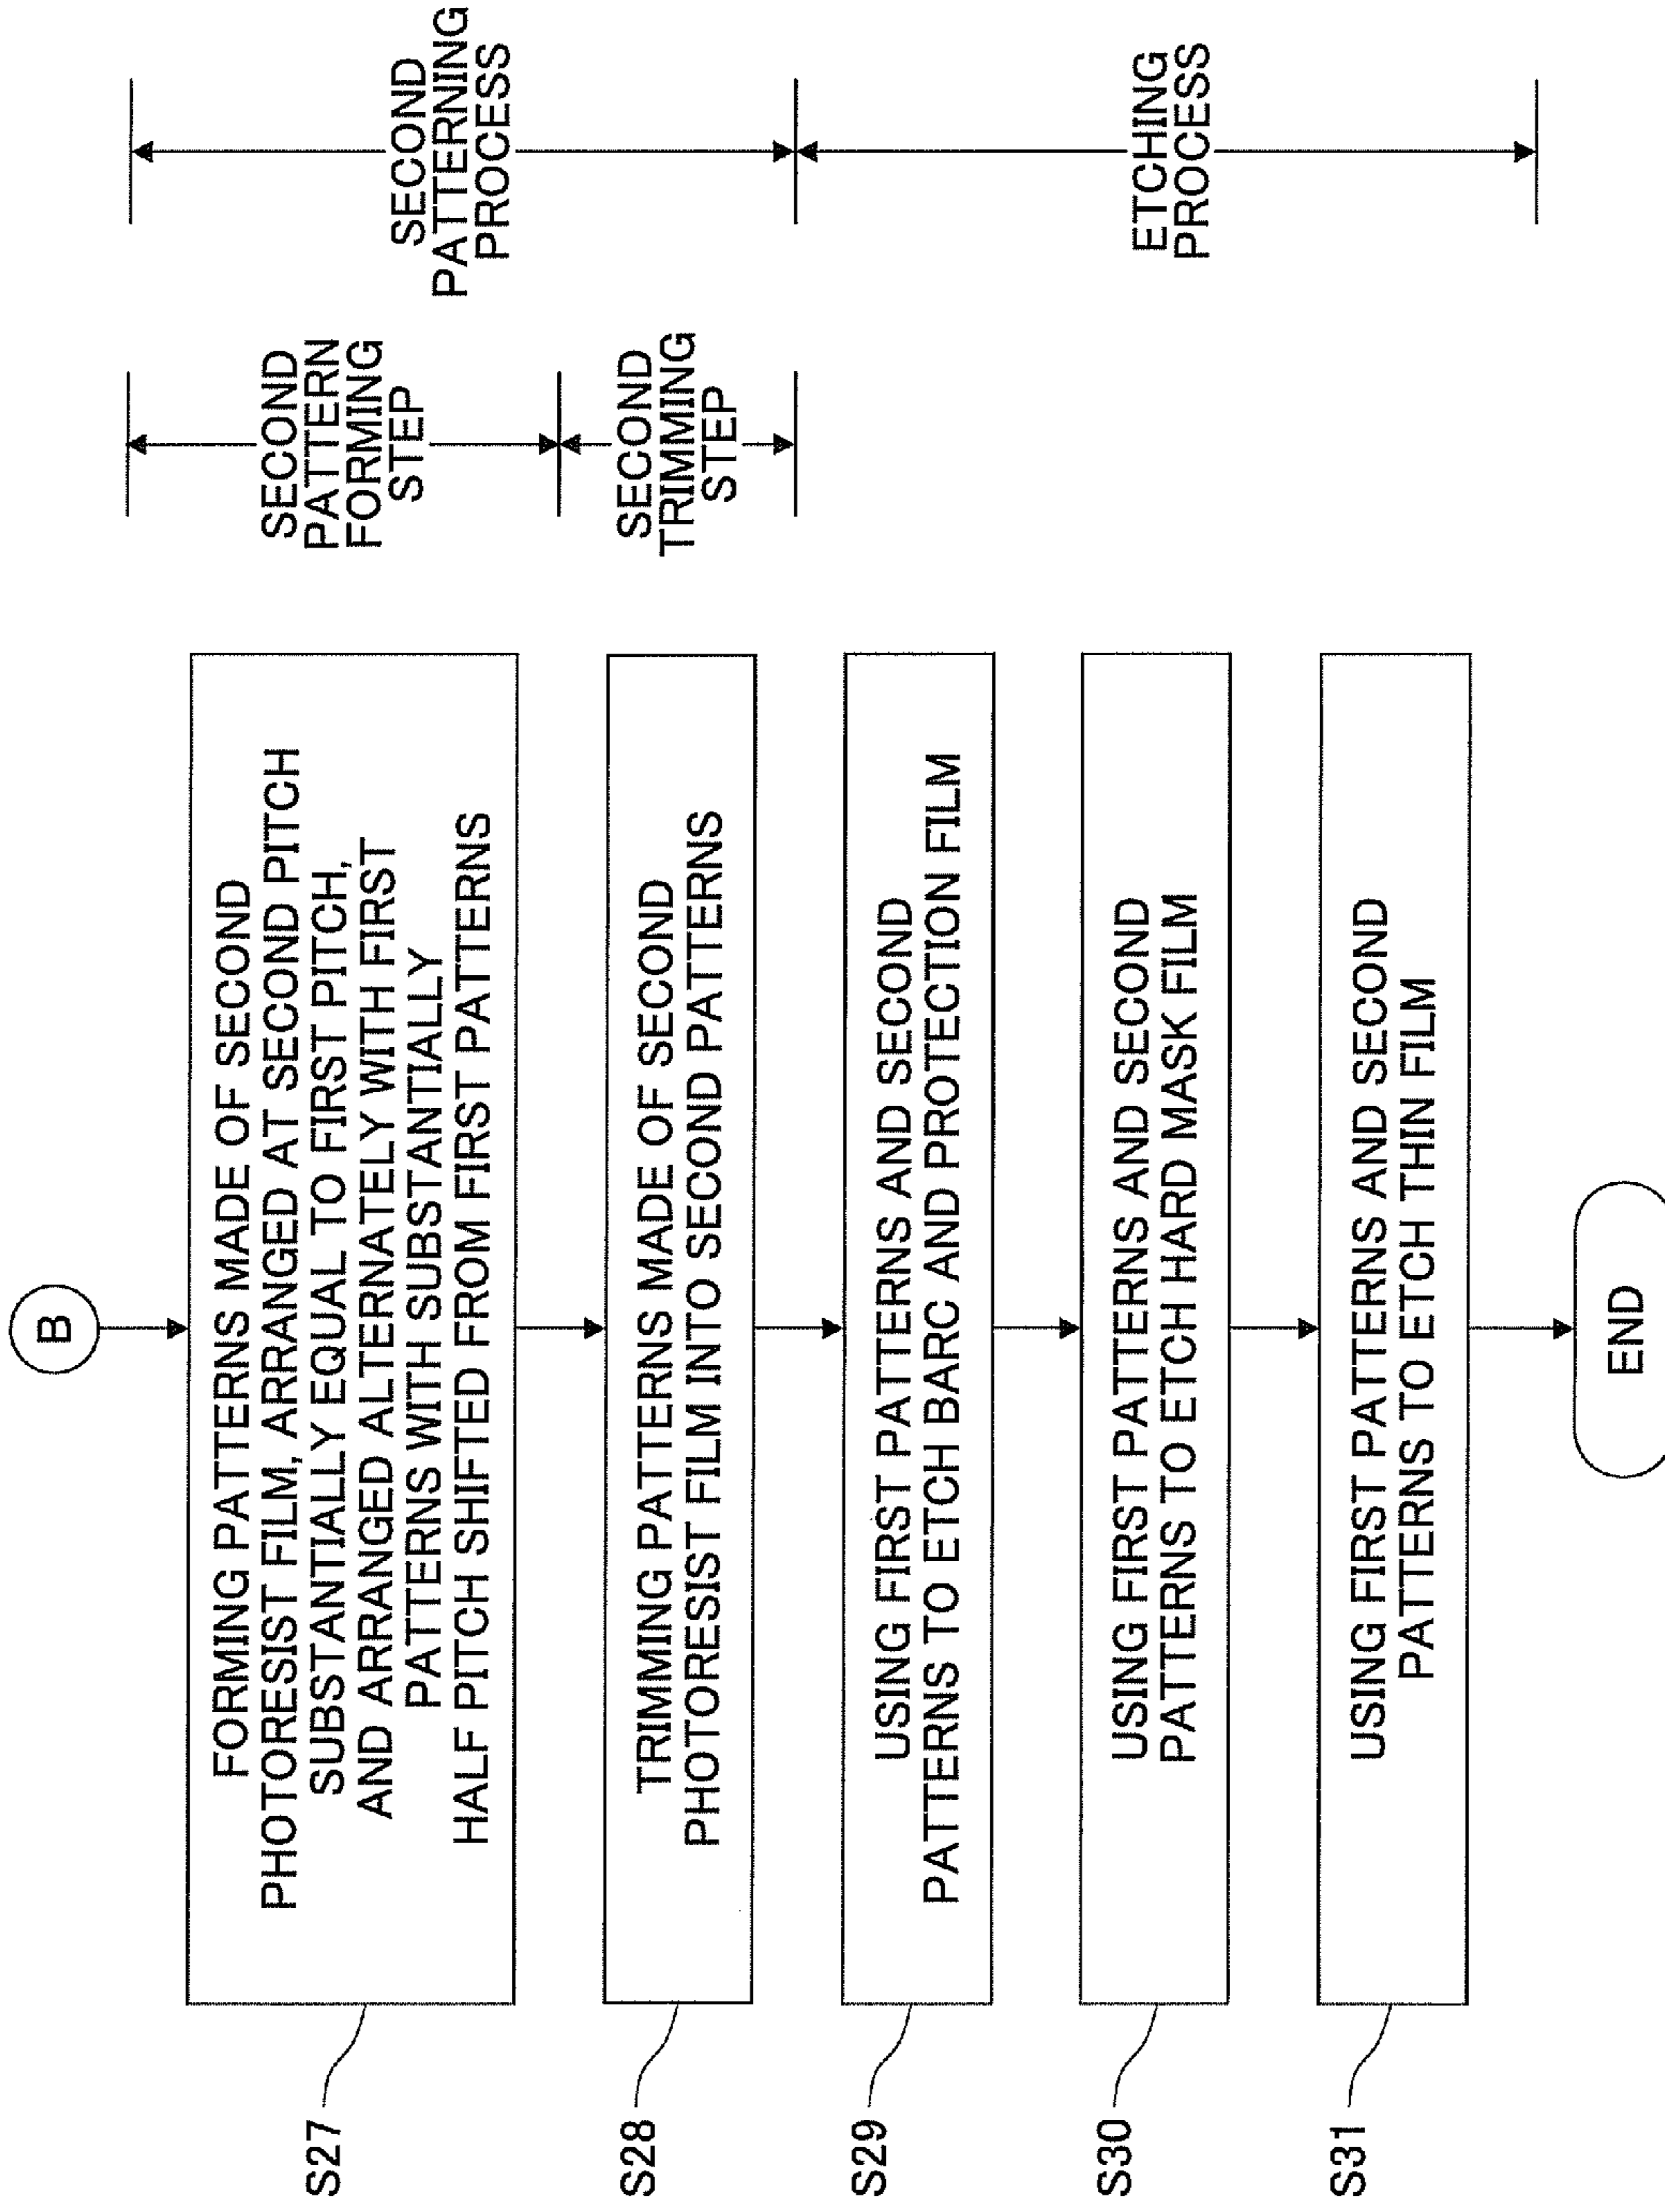 B
S27
FORMING PATTERNS MADE OF SECOND
PHOTORESIST FILM, ARRANGED AT SECOND PITCH
SUBSTANTIALLY EQUAL TO FIRST PITCH,
AND ARRANGED ALTERNATELY WITH FIRST
PATTERNS WITH SUBSTANTIALLY
HALF PITCH SHIFTED FROM FIRST PATTERNS
SECOND
PATTERN
FORMING
STEP
SECOND
PATTERNING
PROCESS
S28
TRIMMING PATTERNS MADE OF SECOND
PHOTORESIST FILM INTO SECOND PATTERNS
SECOND
TRIMMING
STEP
S29
USING FIRST PATTERNS AND SECOND
PATTERNS TO ETCH BARC AND PROTECTION FILM
S30
USING FIRST PATTERNS AND SECOND
PATTERNS TO ETCH HARD MASK FILM
ETCHING
PROCESS
S31
USING FIRST PATTERNS AND SECOND
PATTERNS TO ETCH THIN FILM
END